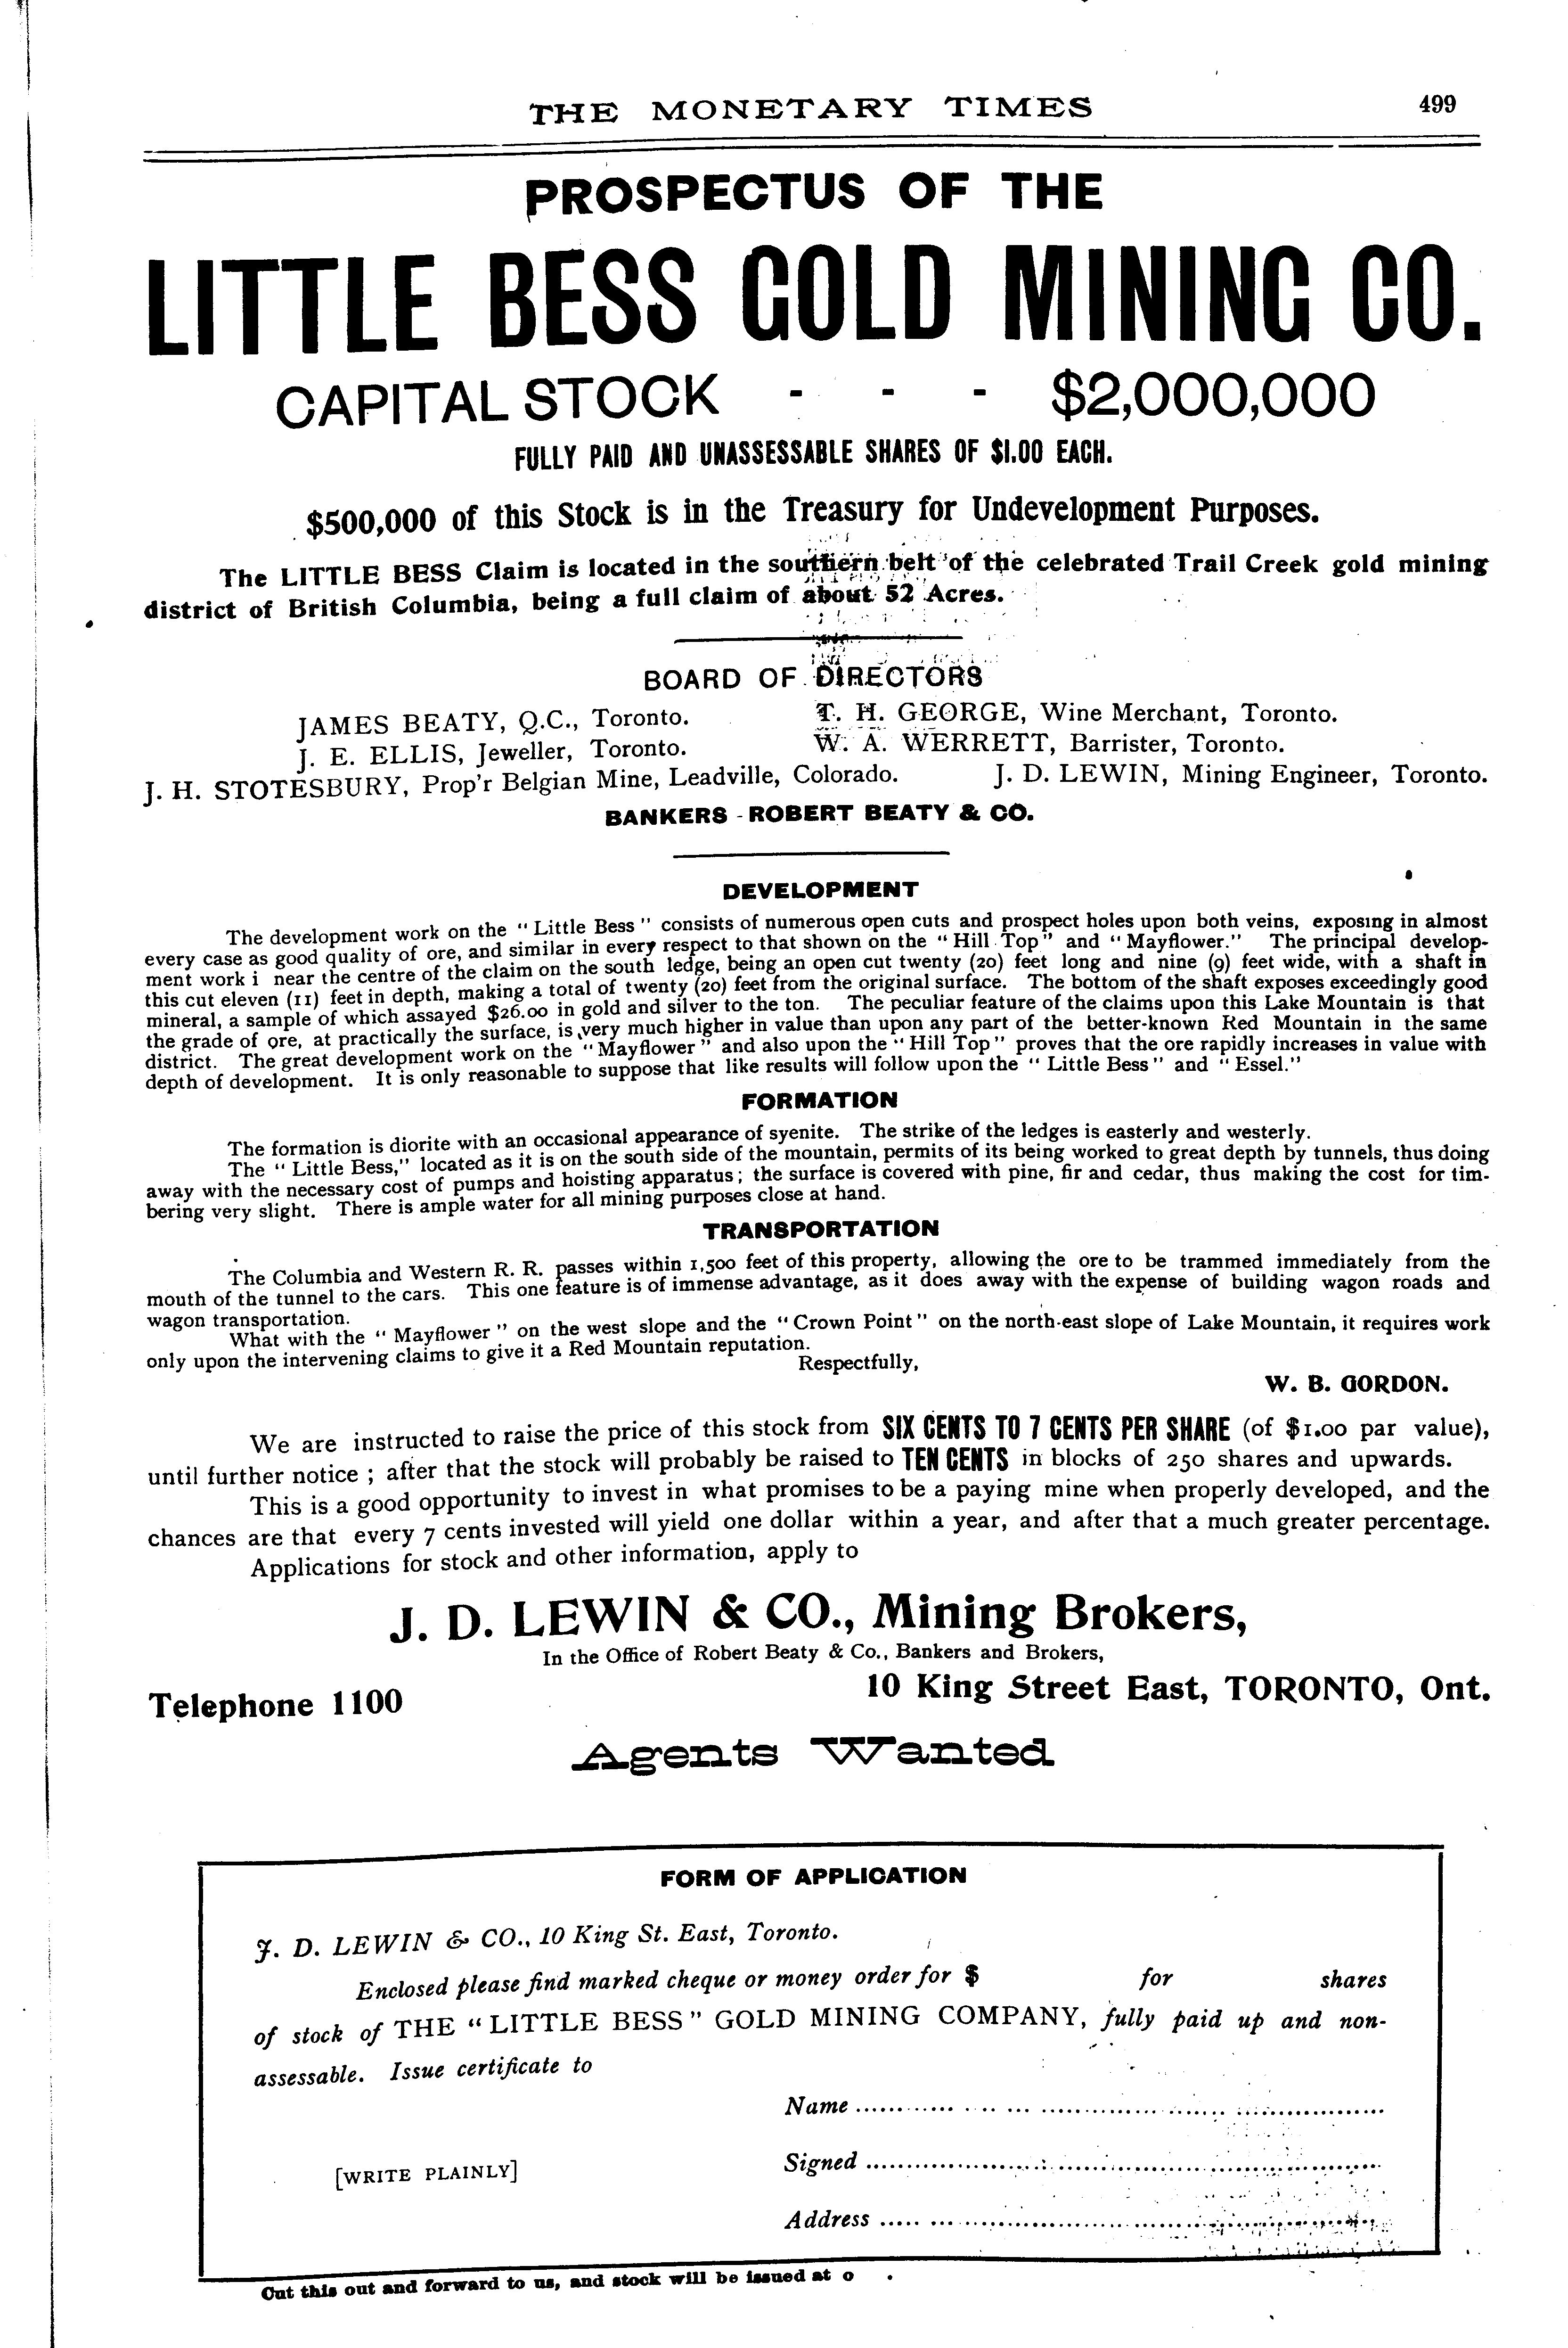 THE MONETARY TIMES 499
PROSPECTUS OF THE
LITTLE BESS GOLD MINING CO.
CAPITAL STOCK - - - $2,000,000
FULLY PAID AND UNASSESSABLE SHARES OF $1.00 EACH.
$500,000 of this Stock is in the Treasury for Undevelopment Purposes.
The LITTLE BESS Claim is located in the southern belt of the celebrated Trail Creek gold mining
district of British Columbia, being a full claim of about 52 Acres.
BOARD OF DIRECTORS
JAMES BEATY, Q.C., Toronto. T. H. GEORGE, Wine Merchant, Toronto.
J. E. ELLIS, Jeweller, Toronto. W. A. WERRETT, Barrister, Toronto.
J. H. STOTESBURY, Prop'r Belgian Mine, Leadville, Colorado. J. D. LEWIN, Mining Engineer, Toronto.
BANKERS - ROBERT BEATY & CO.
DEVELOPMENT
The development work on the "Little Bess" consists of numerous open cuts and prospect holes upon both veins, exposing in almost
every case as good quality of ore, and similar in every respect to that shown on the "Hill Top" and "Mayflower." The principal develop-
ment work i near the centre of the claim on the south ledge, being an open cut twenty (20) feet long and nine (9) feet wide, with a shaft in
this cut eleven (11) feet in depth, making a total of twenty (20) feet from the original surface. The bottom of the shaft exposes exceedingly good
mineral, a sample of which assayed $26.00 in gold and silver to the ton. The peculiar feature of the claims upon this Lake Mountain is that
the grade of ore, at practically the surface, is very much higher in value than upon any part of the better-known Red Mountain in the same
district. The great development work on the "Mayflower" and also upon the "Hill Top" proves that the ore rapidly increases in value with
depth of development. It is only reasonable to suppose that like results will follow upon the "Little Bess" and "Essel."
FORMATION
The formation is diorite with an occasional appearance of syenite. The strike of the ledges is easterly and westerly.
The "Little Bess," located as it is on the south side of the mountain, permits of its being worked to great depth by tunnels, thus doing
away with the necessary cost of pumps and hoisting apparatus; the surface is covered with pine, fir and cedar, thus making the cost for tim-
bering very slight. There is ample water for all mining purposes close at hand.
TRANSPORTATION
The Columbia and Western R. R. passes within 1,500 feet of this property, allowing the ore to be trammed immediately from the
mouth of the tunnel to the cars. This one feature is of immense advantage, as it does away with the expense of building wagon roads and
wagon transportation.
What with the "Mayflower" on the west slope and the "Crown Point" on the north-east slope of Lake Mountain, it requires work
only upon the intervening claims to give it a Red Mountain reputation.
Respectfully,
W. B. GORDON.
We are instructed to raise the price of this stock from SIX CENTS TO 7 CENTS PER SHARE (of $1.00 par value),
until further notice; after that the stock will probably be raised to TEN CENTS in blocks of 250 shares and upwards.
This is a good opportunity to invest in what promises to be a paying mine when properly developed, and the
chances are that every 7 cents invested will yield one dollar within a year, and after that a much greater percentage.
Applications for stock and other information, apply to
J. D. LEWIN & CO., Mining Brokers,
In the Office of Robert Beaty & Co., Bankers and Brokers,
Telephone 1100 10 King Street East, TORONTO, Ont.
Agents Wanted
FORM OF APPLICATION
J. D. LEWIN & CO., 10 King St. East, Toronto.
Enclosed please find marked cheque or money order for $ for shares
of stock of THE "LITTLE BESS" GOLD MINING COMPANY, fully paid up and non-
assessable. Issue certificate to
Name
Signed
[WRITE PLAINLY]
Address
Cut this out and forward to us, and stock will be issued at o .